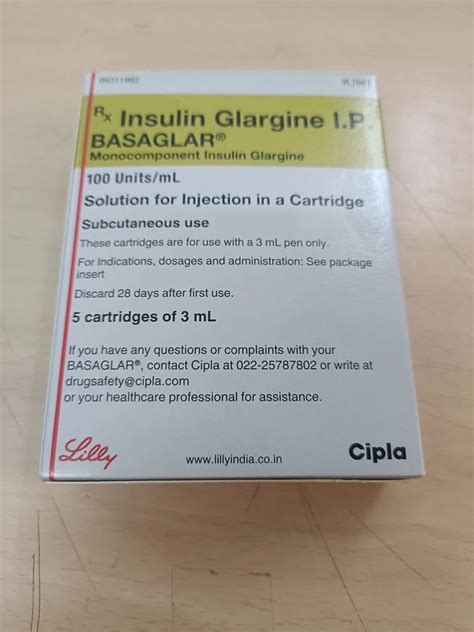 Rx Insulin Glargine I.P.
BASAGLAR®
Monocomponent Insulin Glargine
100 Units/mL
Solution for Injection in a Cartridge
Subcutaneous use
These cartridges are for use with a 3 mL pen only.
For Indications, dosages and administration: See package
insert
Discard 28 days after first use.
5 cartridges of 3 mL
If you have any questions or complaints with your
BASAGLAR®, contact Cipla at 022-25787802 or write at
drugsafety@cipla.com
or your healthcare professional for assistance.
Lilly www.lillyindia.co.in Cipla